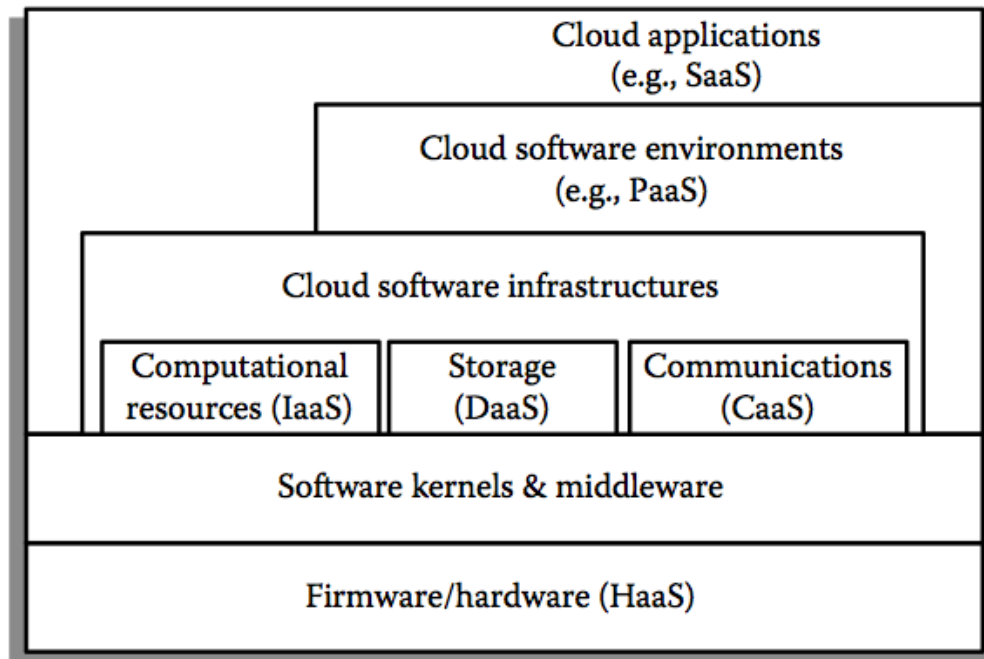 Cloud applications
(e.g., SaaS)
Cloud software environments
(e.g., PaaS)
Cloud software infrastructures
Computational
resources (IaaS)
Storage
(DaaS)
Communications
(CaaS)
Software kernels & middleware
Firmware/hardware (HaaS)